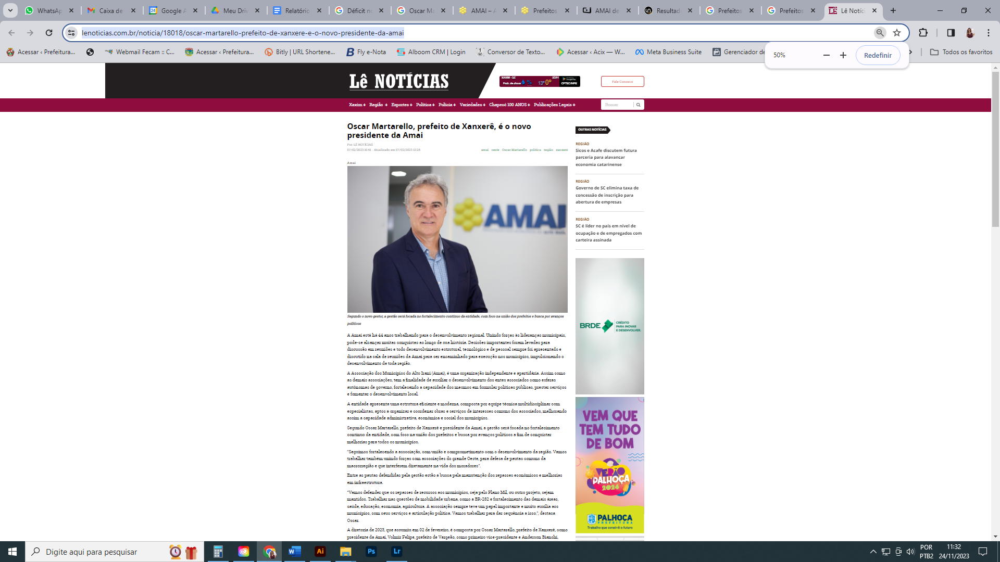 WhatsAp
Caixa de
Google A
Meu Driv
Relatório
Déficit no
Oscar Ma
AMAI – A
Prefeitos
AMAI de
Resultad
Prefeitos
Prefeitos
Lê Notíci
lenoticias.com.br/noticia/18018/oscar-martarello-prefeito-de-xanxere-e-o-novo-presidente-da-amai
Acessar ‹ Prefeitura...
Webmail Fecam :: C...
Acessar ‹ Prefeitura...
Bitly | URL Shortene...
Fly e-Nota
Alboom CRM | Login
Conversor de Texto...
Acessar ‹ Acix — W...
Meta Business Suite
Gerenciador de
Todos os favoritos
50%
Redefinir
Lê NOTÍCIAS
XAXIM - SC
25/11
Prob. de chuva
%
13º
0º
Google Play
CPTEC/INPE
Fale Conosco
Xaxim +
Região +
Esportes +
Política +
Polícia +
Variedades +
Chapecó 100 ANOS +
Publicações Legais +
Buscar
Oscar Martarello, prefeito de Xanxerê, é o novo
presidente da Amai
Por: LÊ NOTÍCIAS
07/02/2023 10:51 - Atualizado em 07/02/2023 12:28
amai oeste Oscar Martarello política região xanxerê
Amai
AMAI
Segundo o novo gestor, a gestão será focada no fortalecimento contínuo da entidade, com foco na união dos prefeitos e busca por avanços
políticos
A Amai está há 44 anos trabalhando para o desenvolvimento regional. Unindo forças às lideranças municipais,
pode-se alcançar muitas conquistas ao longo de sua história. Decisões importantes foram levadas para
discussão em reuniões e todo desenvolvimento estrutural, tecnológico e de pessoal sempre foi apresentado e
discutido na sala de reuniões da Amai para ser encaminhado para execução nos municípios, impulsionando o
desenvolvimento de toda região.
A Associação dos Municípios do Alto Irani (Amai), é uma organização independente e apartidária. Assim como
as demais associações, tem a finalidade de auxiliar o desenvolvimento dos entes associados como esferas
autônomas de governo, fortalecendo a capacidade dos mesmos em formular políticas públicas, prestar serviços
e fomentar o desenvolvimento local.
A entidade apresenta uma estrutura eficiente e moderna, composta por equipe técnica multidisciplinar com
especialistas, aptos a organizar e coordenar obras e serviços de interesses comuns dos associados, melhorando
assim a capacidade administrativa, econômica e social dos municípios.
Segundo Oscar Martarello, prefeito de Xanxerê e presidente da Amai, a gestão será focada no fortalecimento
contínuo da entidade, com foco na união dos prefeitos e busca por avanços políticos a fim de conquistar
melhorias para todos os municípios.
"Seguimos fortalecendo a associação, com união e comprometimento com o desenvolvimento da região. Vamos
trabalhar também unindo forças com associações do grande Oeste, para defesa de pautas comuns da
macrorregião e que interferem diretamente na vida dos moradores".
Entre as pautas defendidas pela gestão estão a busca pela manutenção dos repasses econômicos e melhorias
em infraestrutura.
"Vamos defender que os repasses de recursos aos municípios, seja pelo Plano Mil, ou outro projeto, sejam
mantidos. Trabalhar nas questões de mobilidade urbana, como a BR-282 e fortalecimento das demais áreas,
saúde, educação, economia, agricultura. A associação sempre teve um papel importante e muito auxilia aos
municípios, com seus serviços e articulação política. Vamos trabalhar para dar sequência a isso.", destaca
Oscar.
A diretoria de 2023, que assumiu em 02 de fevereiro, é composta por Oscar Martarello, prefeito de Xanxerê, como
presidente da Amai, Volmir Felipe, prefeito de Vargeão, como primeiro vice-presidente e Anderson Bianchi,
OUTRAS NOTÍCIAS
REGIÃO
Sicos e Acafe discutem futura
parceria para alavancar
economia catarinense
REGIÃO
Governo de SC elimina taxa de
concessão de inscrição para
abertura de empresas
REGIÃO
SC é líder no país em nível de
ocupação e de empregados com
carteira assinada
BRDE
CRÉDITO
PARA INOVAR
E DESENVOLVER.
VEM QUE
TEM TUDO
DE BOM
VERÃO
PALHOÇA
2024
PALHOÇA
PREFEITURA
Trabalho que constrói o futuro
Digite aqui para pesquisar
W
Ai
Ps
Lr
POR
PTB2
11:32
24/11/2023